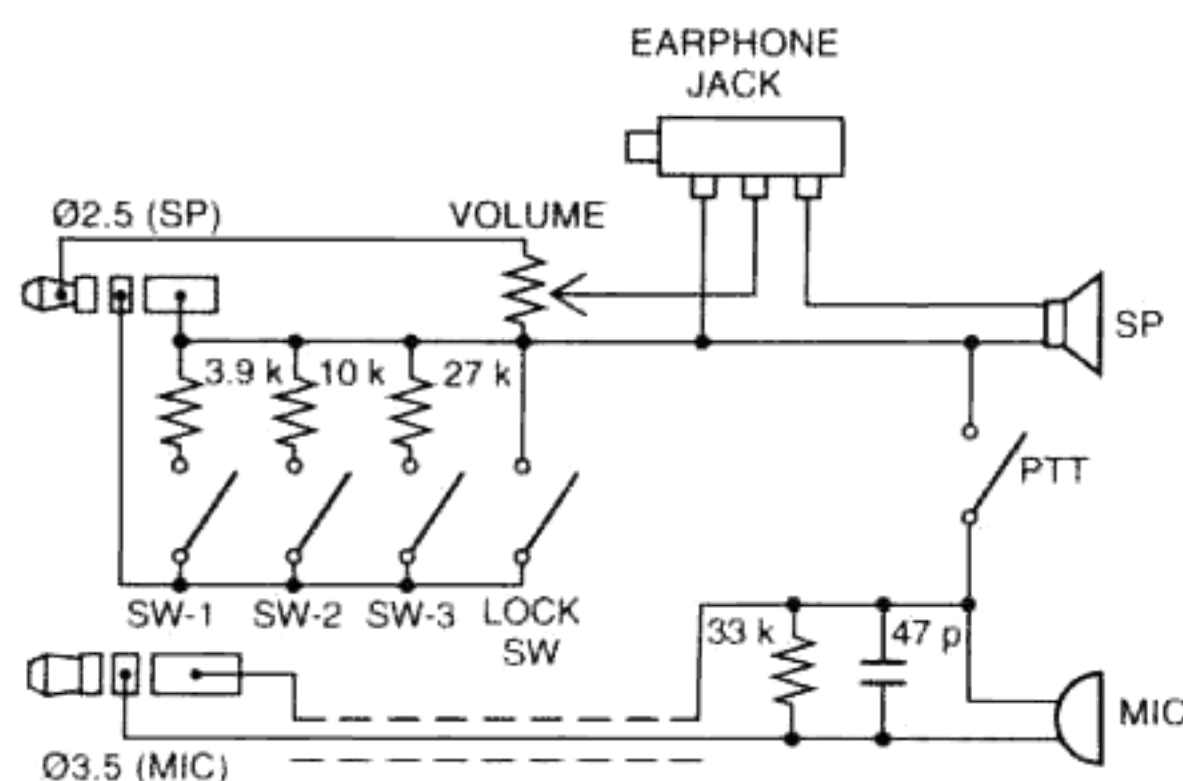 EARPHONE
JACK
Ø2.5 (SP)
VOLUME
SP
3.9 k
10 k
27 k
PTT
SW-1
SW-2
SW-3
LOCK
SW
33 k
47 p
MIC
Ø3.5 (MIC)